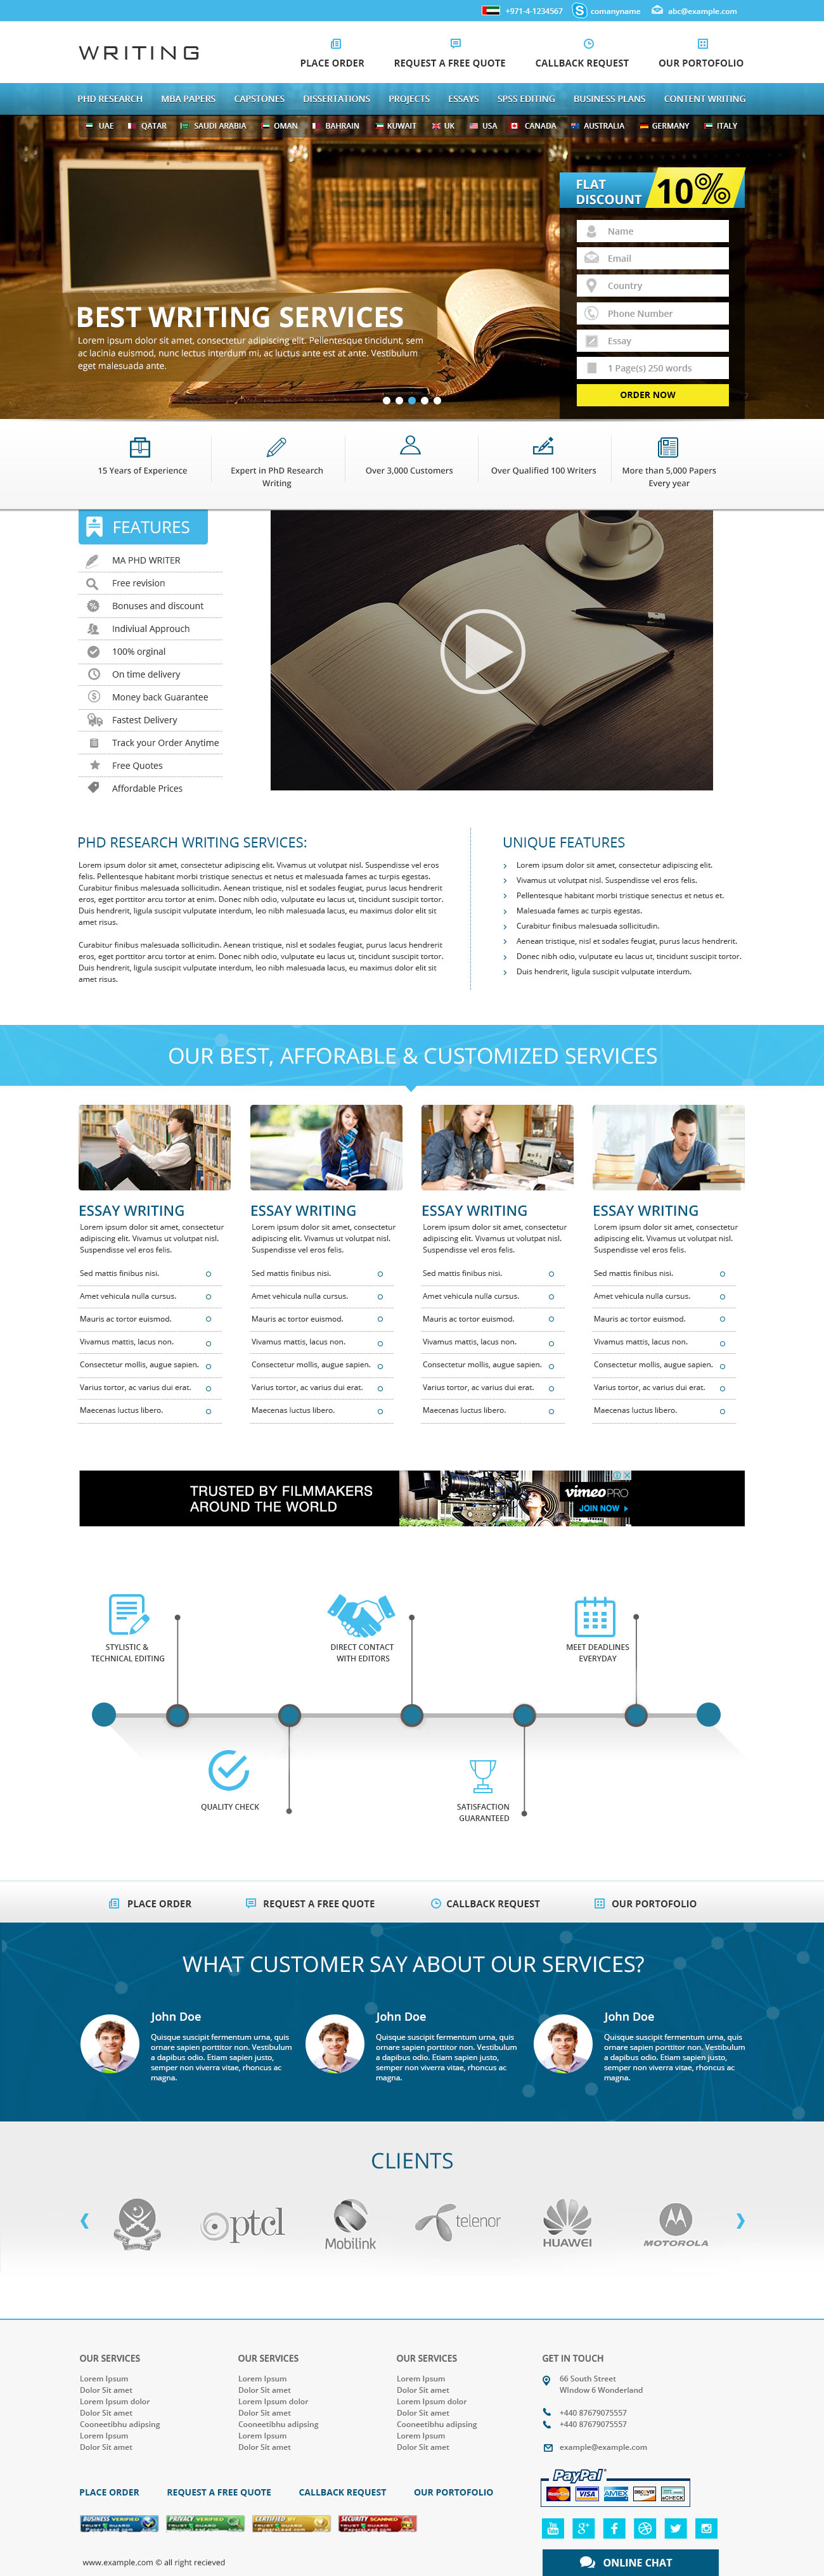 +971-4-1234567 comanyname abc@example.com
WRITING
PLACE ORDER REQUEST A FREE QUOTE CALLBACK REQUEST OUR PORTOFOLIO
PHD RESEARCH MBA PAPERS CAPSTONES DISSERTATIONS PROJECTS ESSAYS SPSS EDITING BUSINESS PLANS CONTENT WRITING
UAE QATAR SAUDI ARABIA OMAN BAHRAIN KUWAIT UK USA CANADA AUSTRALIA GERMANY ITALY
FLAT
DISCOUNT 10%
Name
Email
Country
Phone Number
Essay
1 Page(s) 250 words
ORDER NOW
BEST WRITING SERVICES
Lorem ipsum dolor sit amet, consectetur adipiscing elit. Pellentesque tincidunt, sem
ac lacinia euismod, nunc lectus interdum mi, ac luctus ante est at ante. Vestibulum
eget malesuada ante.
15 Years of Experience
Expert in PhD Research
Writing
Over 3,000 Customers
Over Qualified 100 Writers
More than 5,000 Papers
Every year
FEATURES
MA PHD WRITER
Free revision
Bonuses and discount
Indiviual Approuch
100% orginal
On time delivery
Money back Guarantee
Fastest Delivery
Track your Order Anytime
Free Quotes
Affordable Prices
PHD RESEARCH WRITING SERVICES:
Lorem ipsum dolor sit amet, consectetur adipiscing elit. Vivamus ut volutpat nisl. Suspendisse vel eros
felis. Pellentesque habitant morbi tristique senectus et netus et malesuada fames ac turpis egestas.
Curabitur finibus malesuada sollicitudin. Aenean tristique, nisl et sodales feugiat, purus lacus hendrerit
eros, eget porttitor arcu tortor at enim. Donec nibh odio, vulputate eu lacus ut, tincidunt suscipit tortor.
Duis hendrerit, ligula suscipit vulputate interdum, leo nibh malesuada lacus, eu maximus dolor elit sit
amet risus.
Curabitur finibus malesuada sollicitudin. Aenean tristique, nisl et sodales feugiat, purus lacus hendrerit
eros, eget porttitor arcu tortor at enim. Donec nibh odio, vulputate eu lacus ut, tincidunt suscipit tortor.
Duis hendrerit, ligula suscipit vulputate interdum, leo nibh malesuada lacus, eu maximus dolor elit sit
amet risus.
UNIQUE FEATURES
Lorem ipsum dolor sit amet, consectetur adipiscing elit.
Vivamus ut volutpat nisl. Suspendisse vel eros felis.
Pellentesque habitant morbi tristique senectus et netus et.
Malesuada fames ac turpis egestas.
Curabitur finibus malesuada sollicitudin.
Aenean tristique, nisl et sodales feugiat, purus lacus hendrerit.
Donec nibh odio, vulputate eu lacus ut, tincidunt suscipit tortor.
Duis hendrerit, ligula suscipit vulputate interdum.
OUR BEST, AFFORABLE & CUSTOMIZED SERVICES
ESSAY WRITING
Lorem ipsum dolor sit amet, consectetur
adipiscing elit. Vivamus ut volutpat nisl.
Suspendisse vel eros felis.
Sed mattis finibus nisi.
Amet vehicula nulla cursus.
Mauris ac tortor euismod.
Vivamus mattis, lacus non.
Consectetur mollis, augue sapien.
Varius tortor, ac varius dui erat.
Maecenas luctus libero.
ESSAY WRITING
Lorem ipsum dolor sit amet, consectetur
adipiscing elit. Vivamus ut volutpat nisl.
Suspendisse vel eros felis.
Sed mattis finibus nisi.
Amet vehicula nulla cursus.
Mauris ac tortor euismod.
Vivamus mattis, lacus non.
Consectetur mollis, augue sapien.
Varius tortor, ac varius dui erat.
Maecenas luctus libero.
ESSAY WRITING
Lorem ipsum dolor sit amet, consectetur
adipiscing elit. Vivamus ut volutpat nisl.
Suspendisse vel eros felis.
Sed mattis finibus nisi.
Amet vehicula nulla cursus.
Mauris ac tortor euismod.
Vivamus mattis, lacus non.
Consectetur mollis, augue sapien.
Varius tortor, ac varius dui erat.
Maecenas luctus libero.
ESSAY WRITING
Lorem ipsum dolor sit amet, consectetur
adipiscing elit. Vivamus ut volutpat nisl.
Suspendisse vel eros felis.
Sed mattis finibus nisi.
Amet vehicula nulla cursus.
Mauris ac tortor euismod.
Vivamus mattis, lacus non.
Consectetur mollis, augue sapien.
Varius tortor, ac varius dui erat.
Maecenas luctus libero.
TRUSTED BY FILMMAKERS
AROUND THE WORLD
vimeo PRO
JOIN NOW
STYLISTIC &
TECHNICAL EDITING
DIRECT CONTACT
WITH EDITORS
MEET DEADLINES
EVERYDAY
QUALITY CHECK
SATISFACTION
GUARANTEED
PLACE ORDER REQUEST A FREE QUOTE CALLBACK REQUEST OUR PORTOFOLIO
WHAT CUSTOMER SAY ABOUT OUR SERVICES?
John Doe
Quisque suscipit fermentum urna, quis
ornare sapien porttitor non. Vestibulum
a dapibus odio. Etiam sapien justo,
semper non viverra vitae, rhoncus ac
magna.
John Doe
Quisque suscipit fermentum urna, quis
ornare sapien porttitor non. Vestibulum
a dapibus odio. Etiam sapien justo,
semper non viverra vitae, rhoncus ac
magna.
John Doe
Quisque suscipit fermentum urna, quis
ornare sapien porttitor non. Vestibulum
a dapibus odio. Etiam sapien justo,
semper non viverra vitae, rhoncus ac
magna.
CLIENTS
ptcl
Mobilink
telenor
HUAWEI
MOTOROLA
OUR SERVICES
Lorem Ipsum
Dolor Sit amet
Lorem Ipsum dolor
Dolor Sit amet
Cooneetibhu adipsing
Lorem Ipsum
Dolor Sit amet
OUR SERVICES
Lorem Ipsum
Dolor Sit amet
Lorem Ipsum dolor
Dolor Sit amet
Cooneetibhu adipsing
Lorem Ipsum
Dolor Sit amet
OUR SERVICES
Lorem Ipsum
Dolor Sit amet
Lorem Ipsum dolor
Dolor Sit amet
Cooneetibhu adipsing
Lorem Ipsum
Dolor Sit amet
GET IN TOUCH
66 South Street
WIndow 6 Wonderland
+440 87679075557
+440 87679075557
example@example.com
PLACE ORDER REQUEST A FREE QUOTE CALLBACK REQUEST OUR PORTOFOLIO
PayPal
MasterCard VISA AMEX DISCOVER eCHECK
BUSINESS VERIFIED
TRUST GUARD
PRIVACY VERIFIED
TRUST GUARD
CERTIFIED BY
TRUST GUARD
SECURITY SCANNED
TRUST GUARD
You Tube
www.example.com © all right recieved
ONLINE CHAT